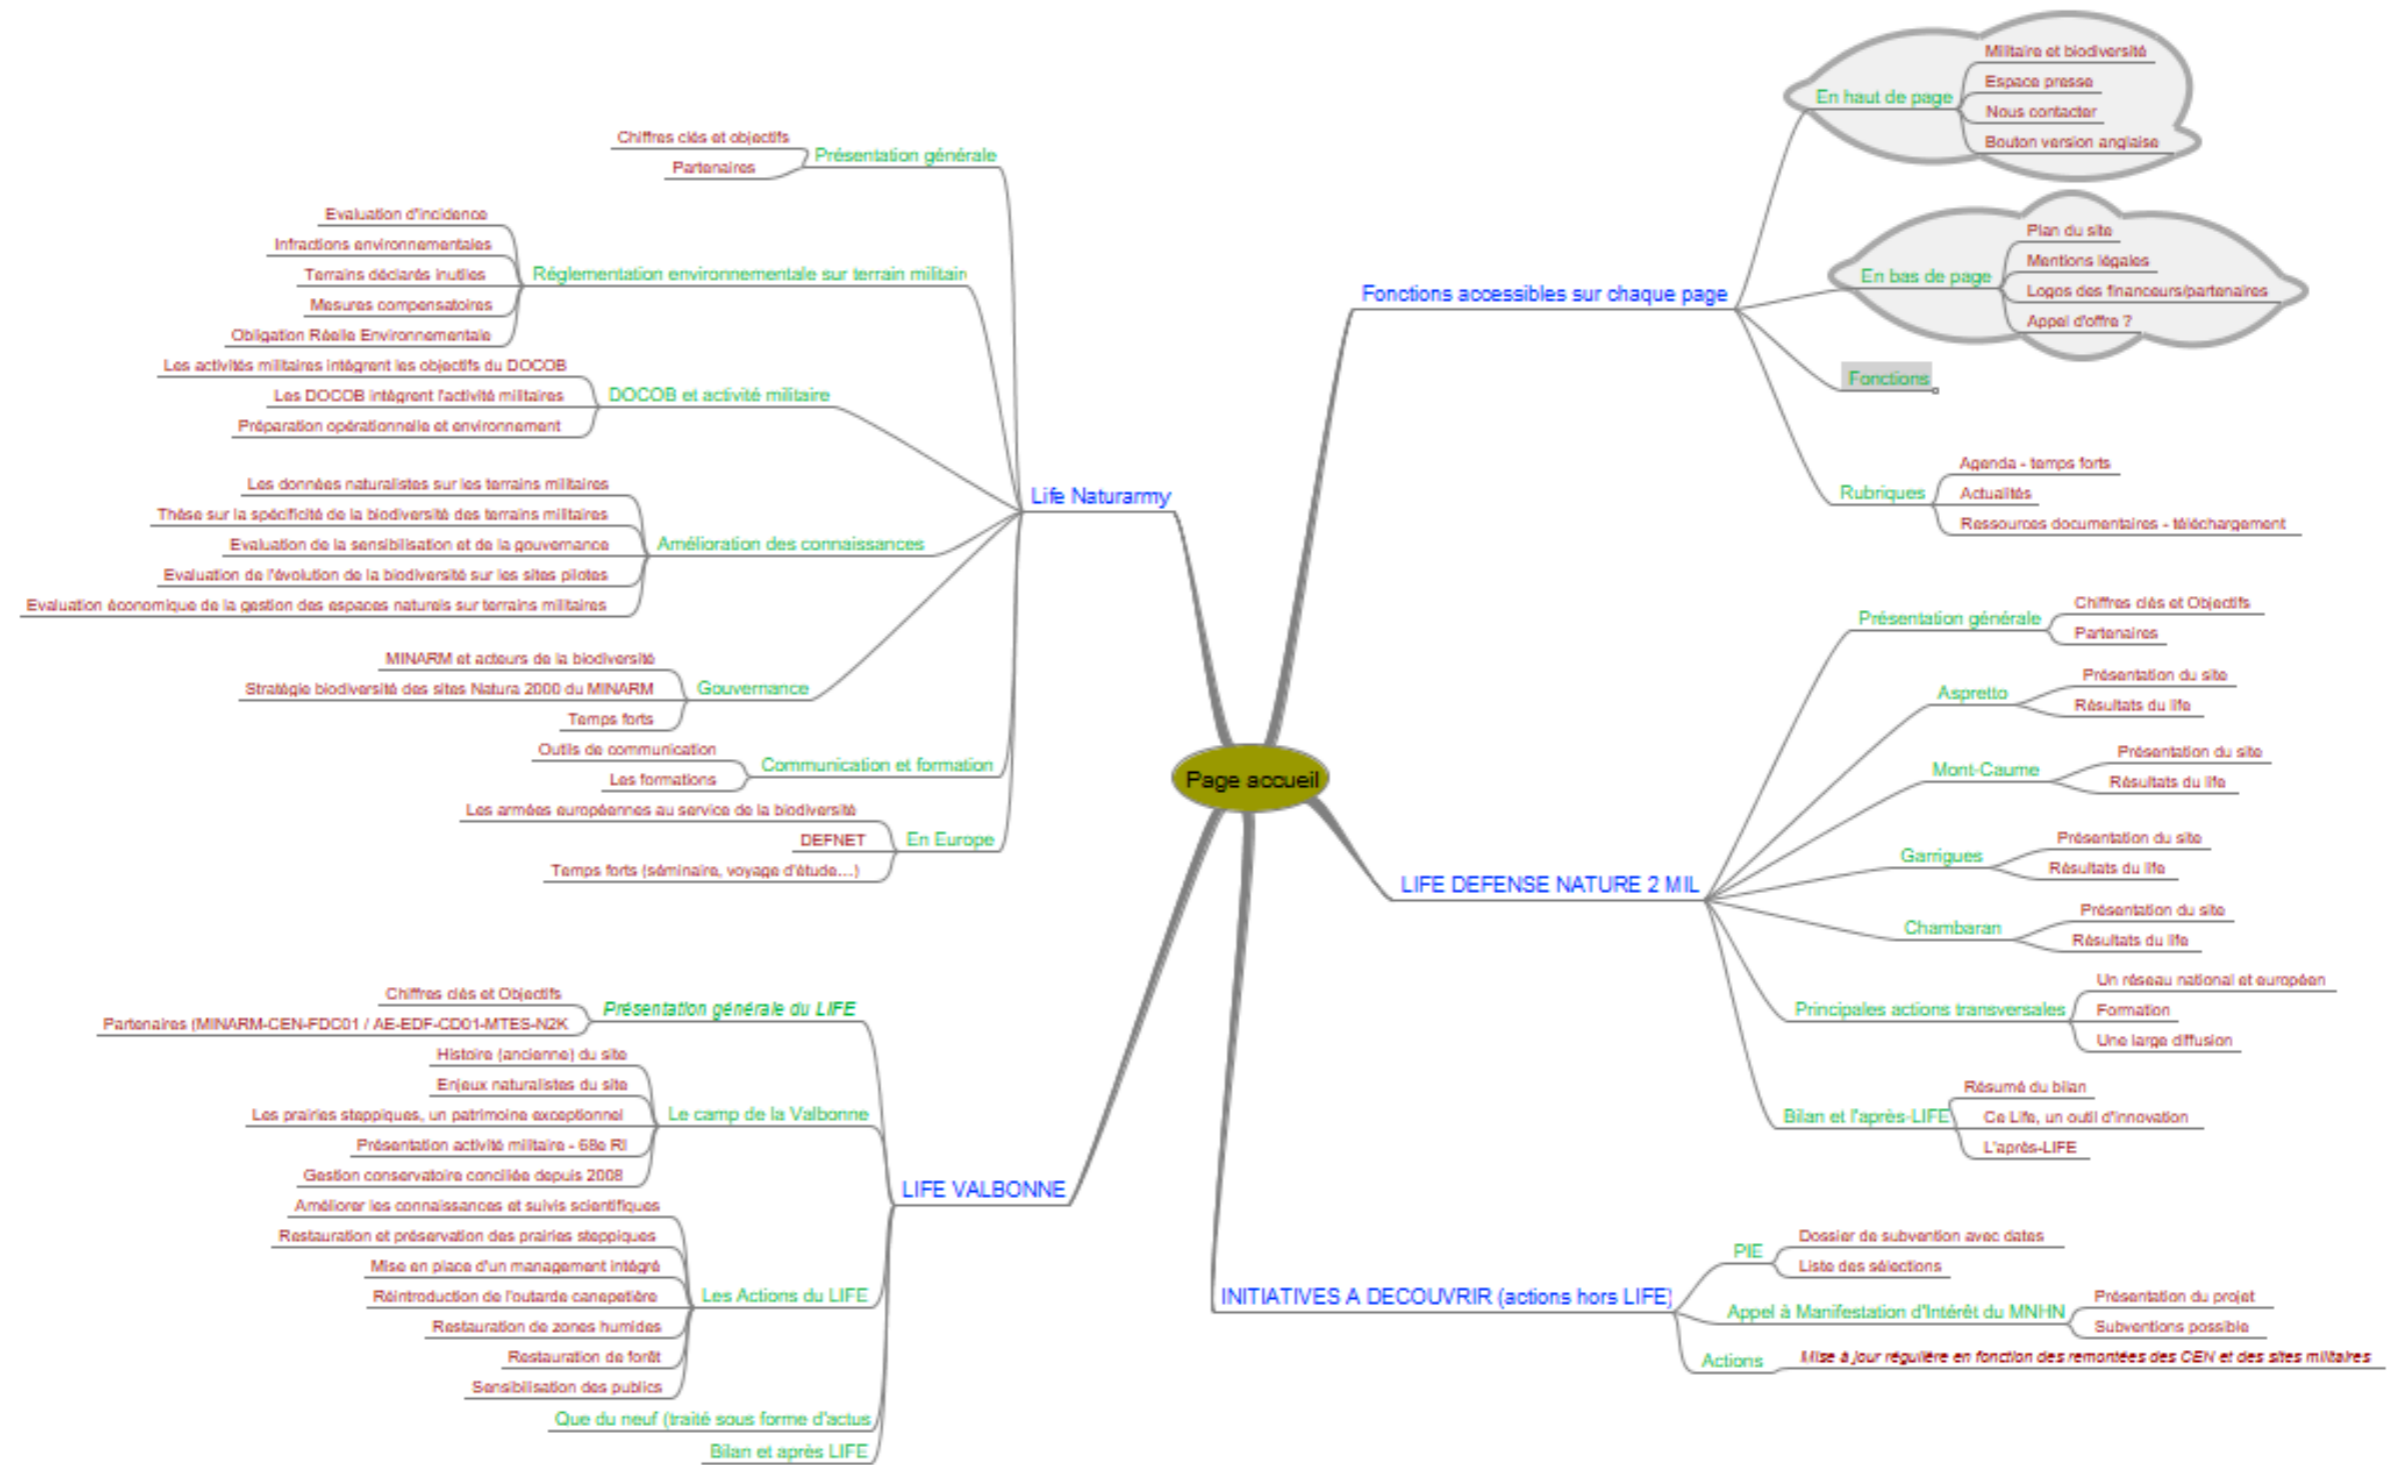 Page accueil
Life Naturarmy
Présentation générale
Chiffres clés et objectifs
Partenaires
Réglementation environnementale sur terrain militair
Evaluation d'incidence
Infractions environnementales
Terrains déclarés inutiles
Mesures compensatoires
Obligation Réelle Environnementale
DOCOB et activité militaire
Les activités militaires intègrent les objectifs du DOCOB
Les DOCOB intègrent l'activité militaires
Préparation opérationnelle et environnement
Amélioration des connaissances
Les données naturalistes sur les terrains militaires
Thèse sur la spécificité de la biodiversité des terrains militaires
Evaluation de la sensibilisation et de la gouvernance
Evaluation de l'évolution de la biodiversité sur les sites pilotes
Evaluation économique de la gestion des espaces naturels sur terrains militaires
Gouvernance
MINARM et acteurs de la biodiversité
Stratégie biodiversité des sites Natura 2000 du MINARM
Temps forts
Communication et formation
Outils de communication
Les formations
En Europe
Les armées européennes au service de la biodiversité
DEFNET
Temps forts (séminaire, voyage d'étude...)
LIFE VALBONNE
Présentation générale du LIFE
Chiffres clés et Objectifs
Partenaires (MINARM-CEN-FDC01 / AE-EDF-CD01-MTES-N2K
Le camp de la Valbonne
Histoire (ancienne) du site
Enjeux naturalistes du site
Les prairies steppiques, un patrimoine exceptionnel
Présentation activité militaire - 68e RI
Gestion conservatoire conciliée depuis 2008
Les Actions du LIFE
Améliorer les connaissances et suivis scientifiques
Restauration et préservation des prairies steppiques
Mise en place d'un management intégré
Réintroduction de l'outarde canepetière
Restauration de zones humides
Restauration de forêt
Sensibilisation des publics
Que du neuf (traité sous forme d'actus
Bilan et après LIFE
Fonctions accessibles sur chaque page
En haut de page
Militaire et biodiversité
Espace presse
Nous contacter
Bouton version anglaise
En bas de page
Plan du site
Mentions légales
Logos des financeurs/partenaires
Appel d'offre ?
Fonctions
Rubriques
Agenda - temps forts
Actualités
Ressources documentaires - téléchargement
LIFE DEFENSE NATURE 2 MIL
Présentation générale
Chiffres clés et Objectifs
Partenaires
Aspretto
Présentation du site
Résultats du life
Mont-Caume
Présentation du site
Résultats du life
Garrigues
Présentation du site
Résultats du life
Chambaran
Présentation du site
Résultats du life
Principales actions transversales
Un réseau national et européen
Formation
Une large diffusion
Bilan et l'après-LIFE
Résumé du bilan
Ce Life, un outil d'innovation
L'après-LIFE
INITIATIVES A DECOUVRIR (actions hors LIFE)
PIE
Dossier de subvention avec dates
Liste des sélections
Appel à Manifestation d'Intérêt du MNHN
Présentation du projet
Subventions possible
Actions
Mise à jour régulière en fonction des remontées des CEN et des sites militaires